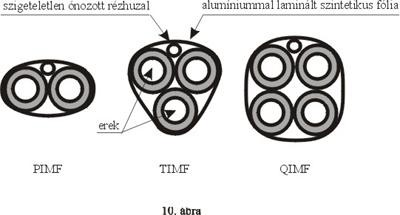 szigeteletlen ónozott rézhuzal
alumíniummal laminált szintetikus fólia
erek
PIMF
TIMF
QIMF
10. ábra